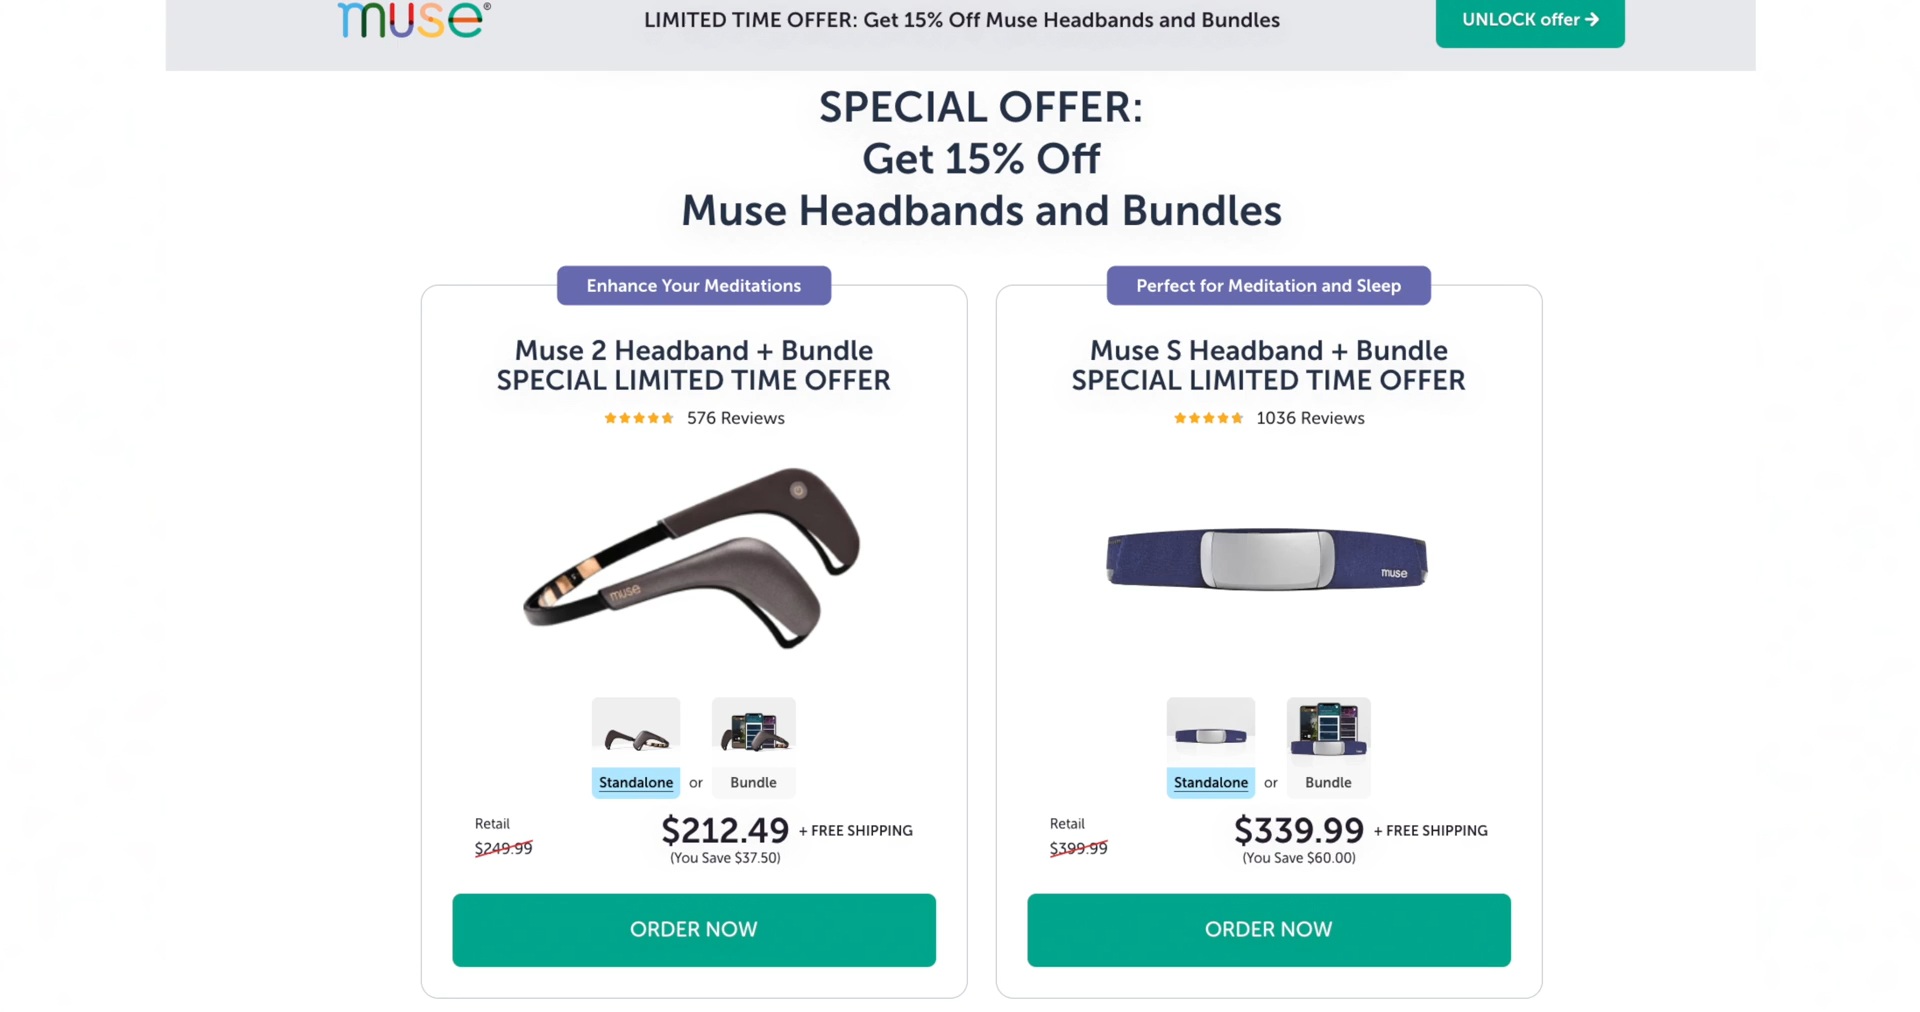 muse®
LIMITED TIME OFFER: Get 15% Off Muse Headbands and Bundles
UNLOCK offer →
SPECIAL OFFER:
Get 15% Off
Muse Headbands and Bundles
Enhance Your Meditations
Muse 2 Headband + Bundle
SPECIAL LIMITED TIME OFFER
576 Reviews
muse
Standalone or Bundle
Retail
$249.99
$212.49 + FREE SHIPPING
(You Save $37.50)
ORDER NOW
Perfect for Meditation and Sleep
Muse S Headband + Bundle
SPECIAL LIMITED TIME OFFER
1036 Reviews
muse
Standalone or Bundle
Retail
$399.99
$339.99 + FREE SHIPPING
(You Save $60.00)
ORDER NOW